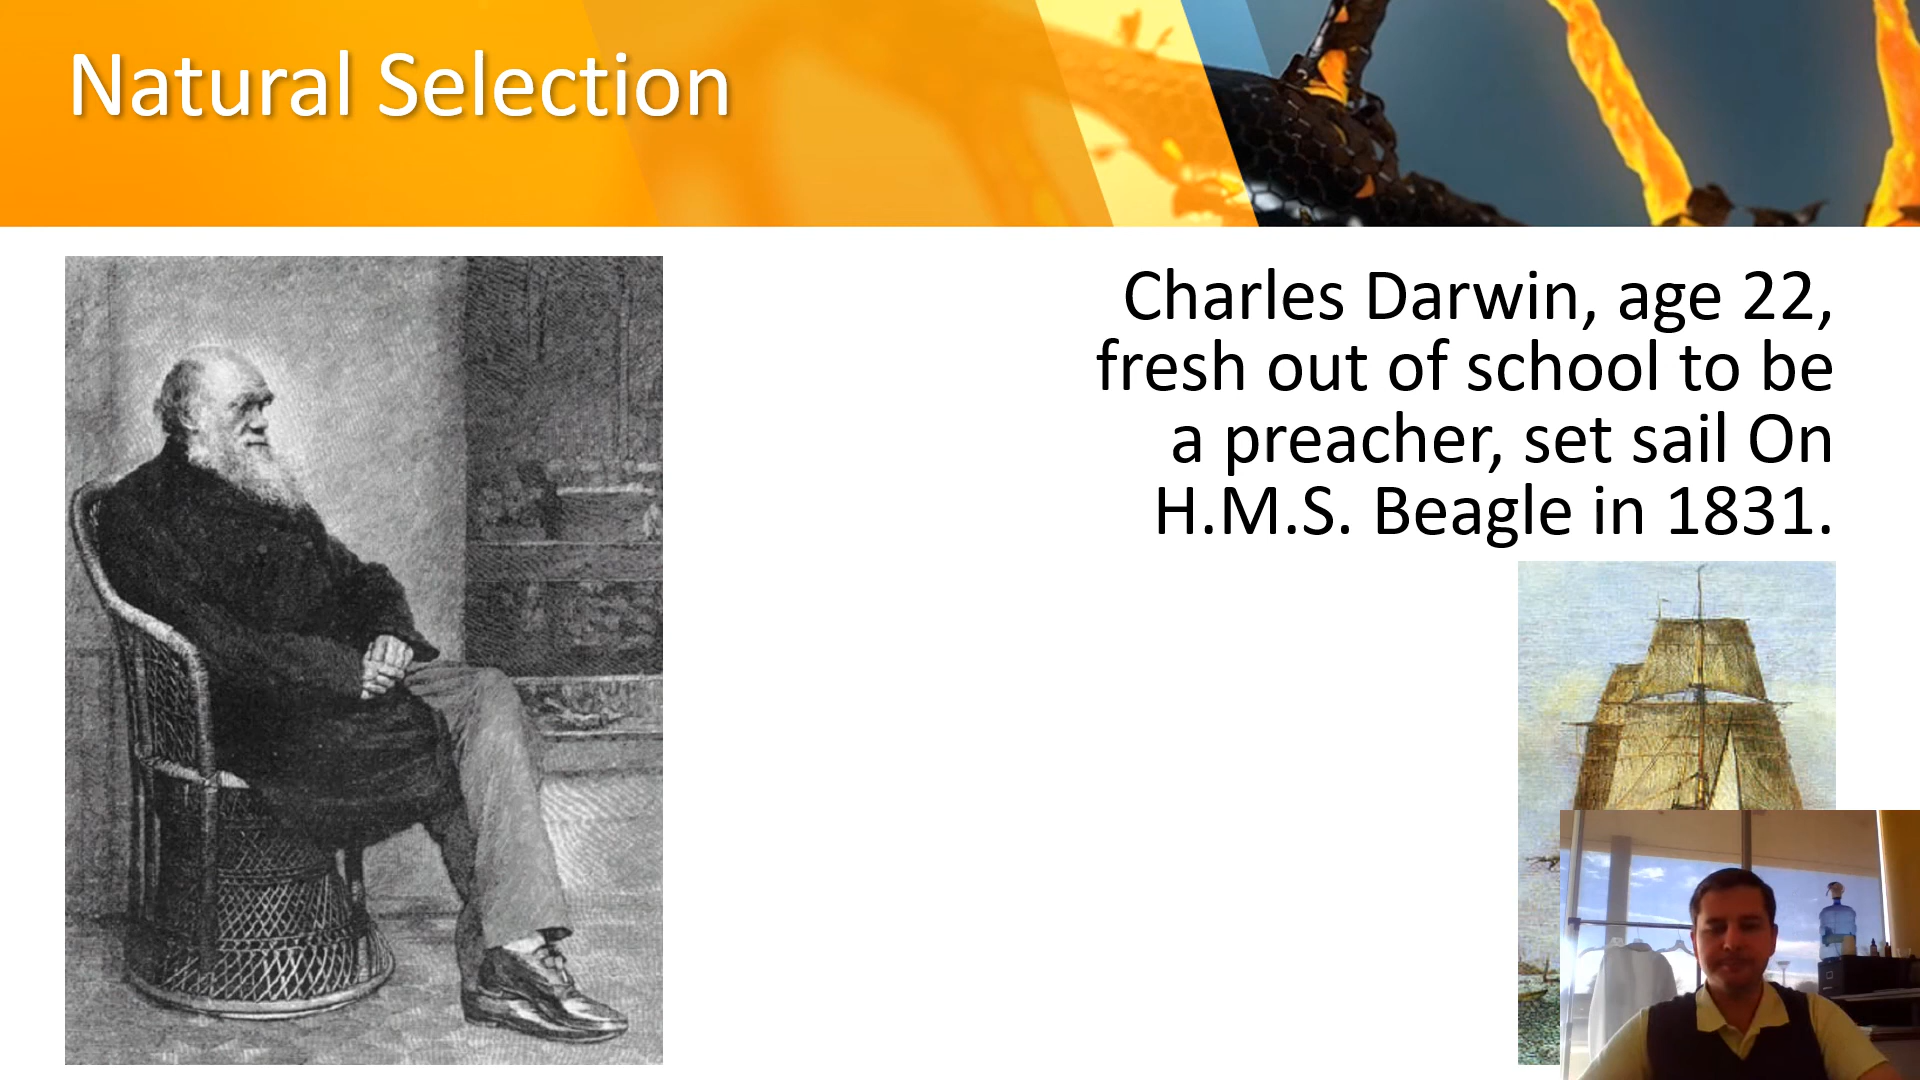 Natural Selection
Charles Darwin, age 22,
fresh out of school to be
a preacher, set sail On
H.M.S. Beagle in 1831.